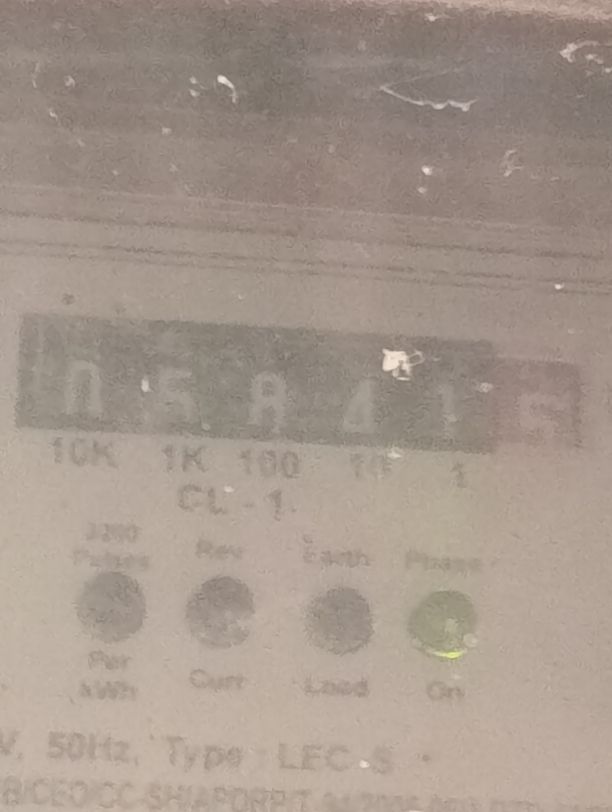 0 5 8 4 1 5
10K 1K 100 10 1
CL - 1
3200 Rev Earth Phase
Pulses
Per Curr Load On
kWh
V, 50Hz, Type : LEC-S